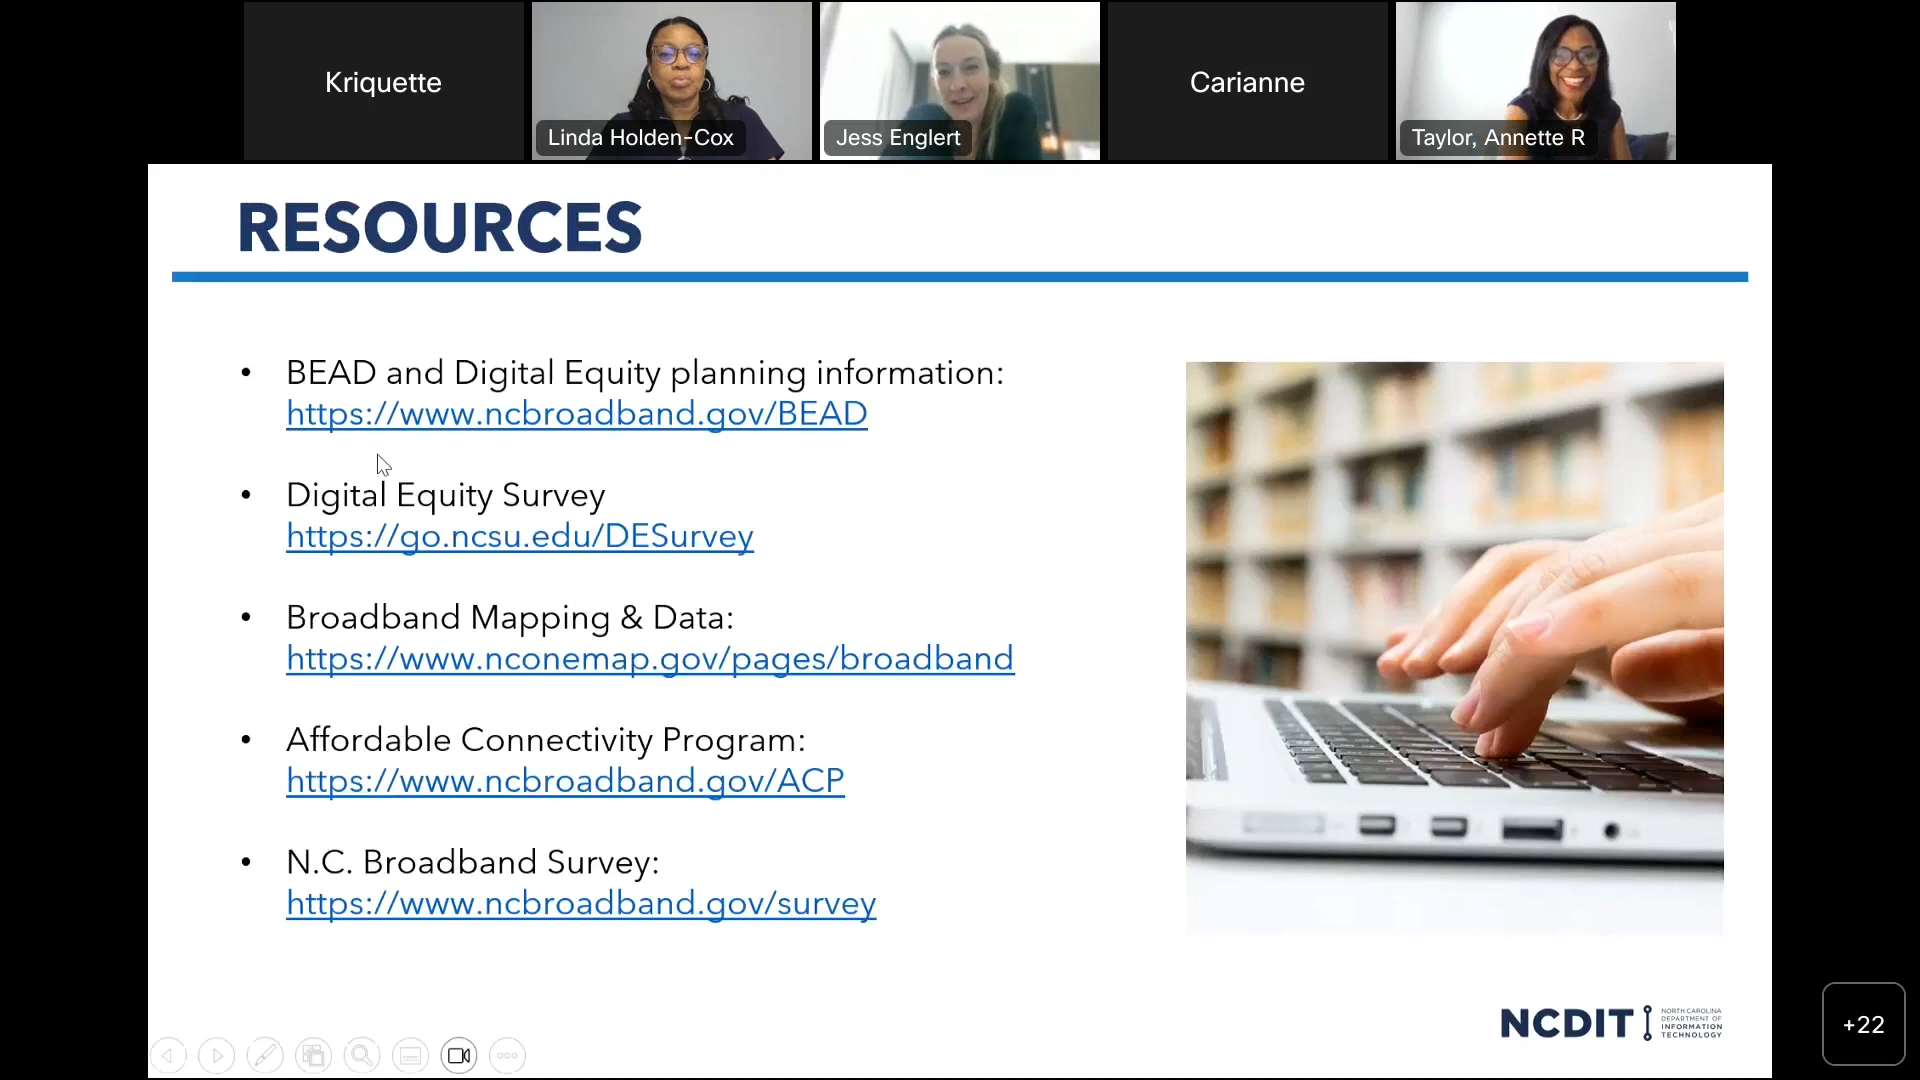 Kriquette
Linda Holden-Cox
Jess Englert
Carianne
Taylor, Annette R
RESOURCES
• BEAD and Digital Equity planning information:
https://www.ncbroadband.gov/BEAD
• Digital Equity Survey
https://go.ncsu.edu/DESurvey
• Broadband Mapping & Data:
https://www.nconemap.gov/pages/broadband
• Affordable Connectivity Program:
https://www.ncbroadband.gov/ACP
• N.C. Broadband Survey:
https://www.ncbroadband.gov/survey
NCDIT
NORTH CAROLINA
DEPARTMENT OF
INFORMATION
TECHNOLOGY
+22